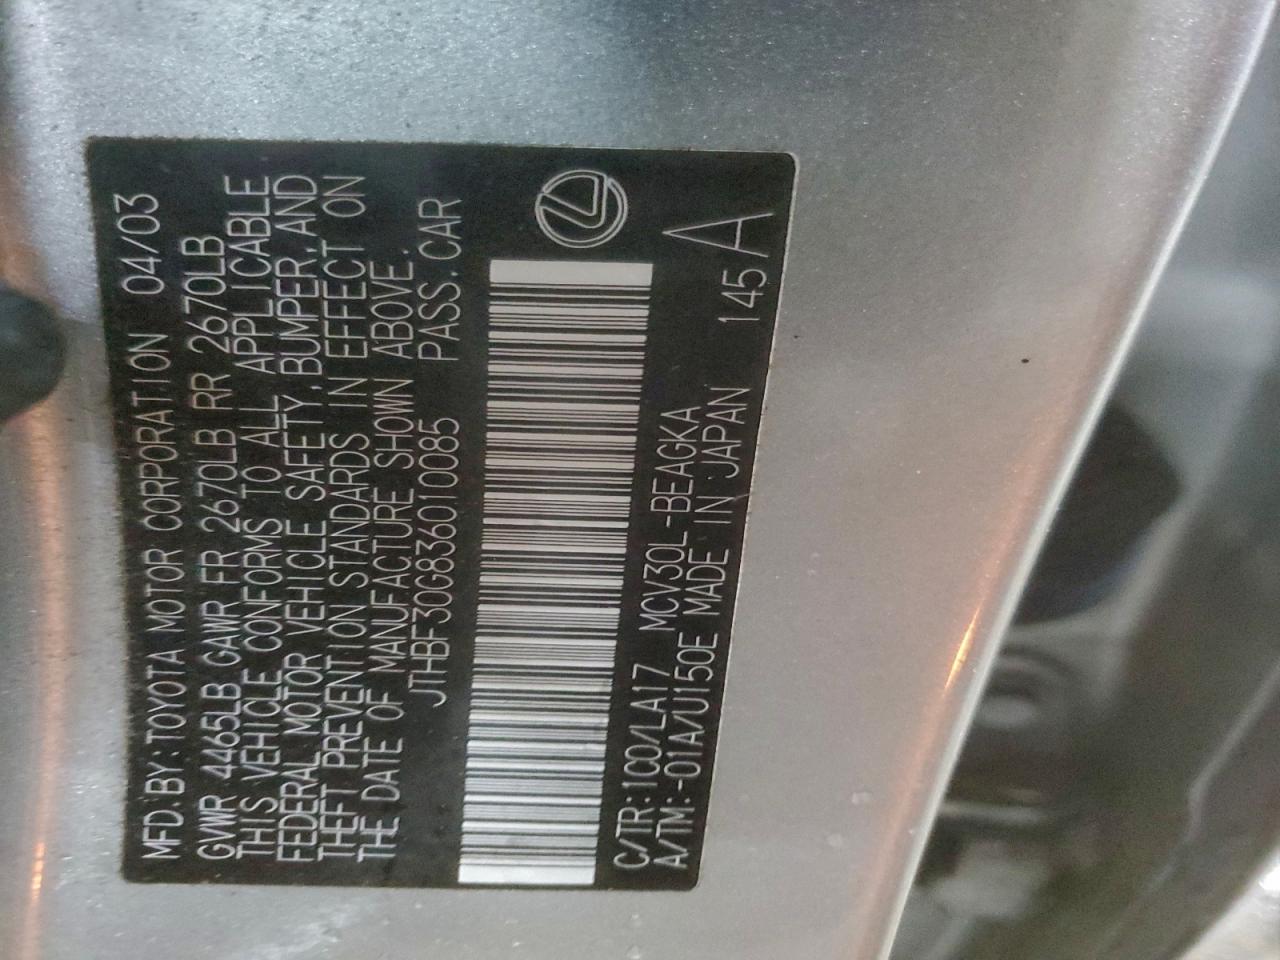 MFD.BY:TOYOTA MOTOR CORPORATION 04/03
GVWR 4465LB GAWR FR 2670LB RR 2670LB
THIS VEHICLE CONFORMS TO ALL APPLICABLE
FEDERAL MOTOR VEHICLE SAFETY,BUMPER,AND
THEFT PREVENTION STANDARDS IN EFFECT ON
THE DATE OF MANUFACTURE SHOWN ABOVE.
JTHBF30G836010085 PASS.CAR
C/TR:1C0/LA17 MCV30L-BEAGKA
A/TM:-01A/U150E MADE IN JAPAN 145 A